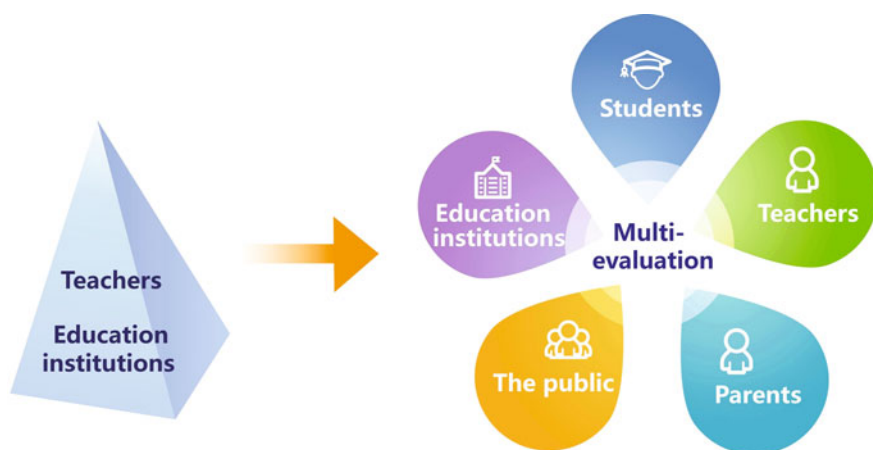 Teachers
Education
institutions
Students
Education
institutions
Teachers
Multi-
evaluation
The public
Parents